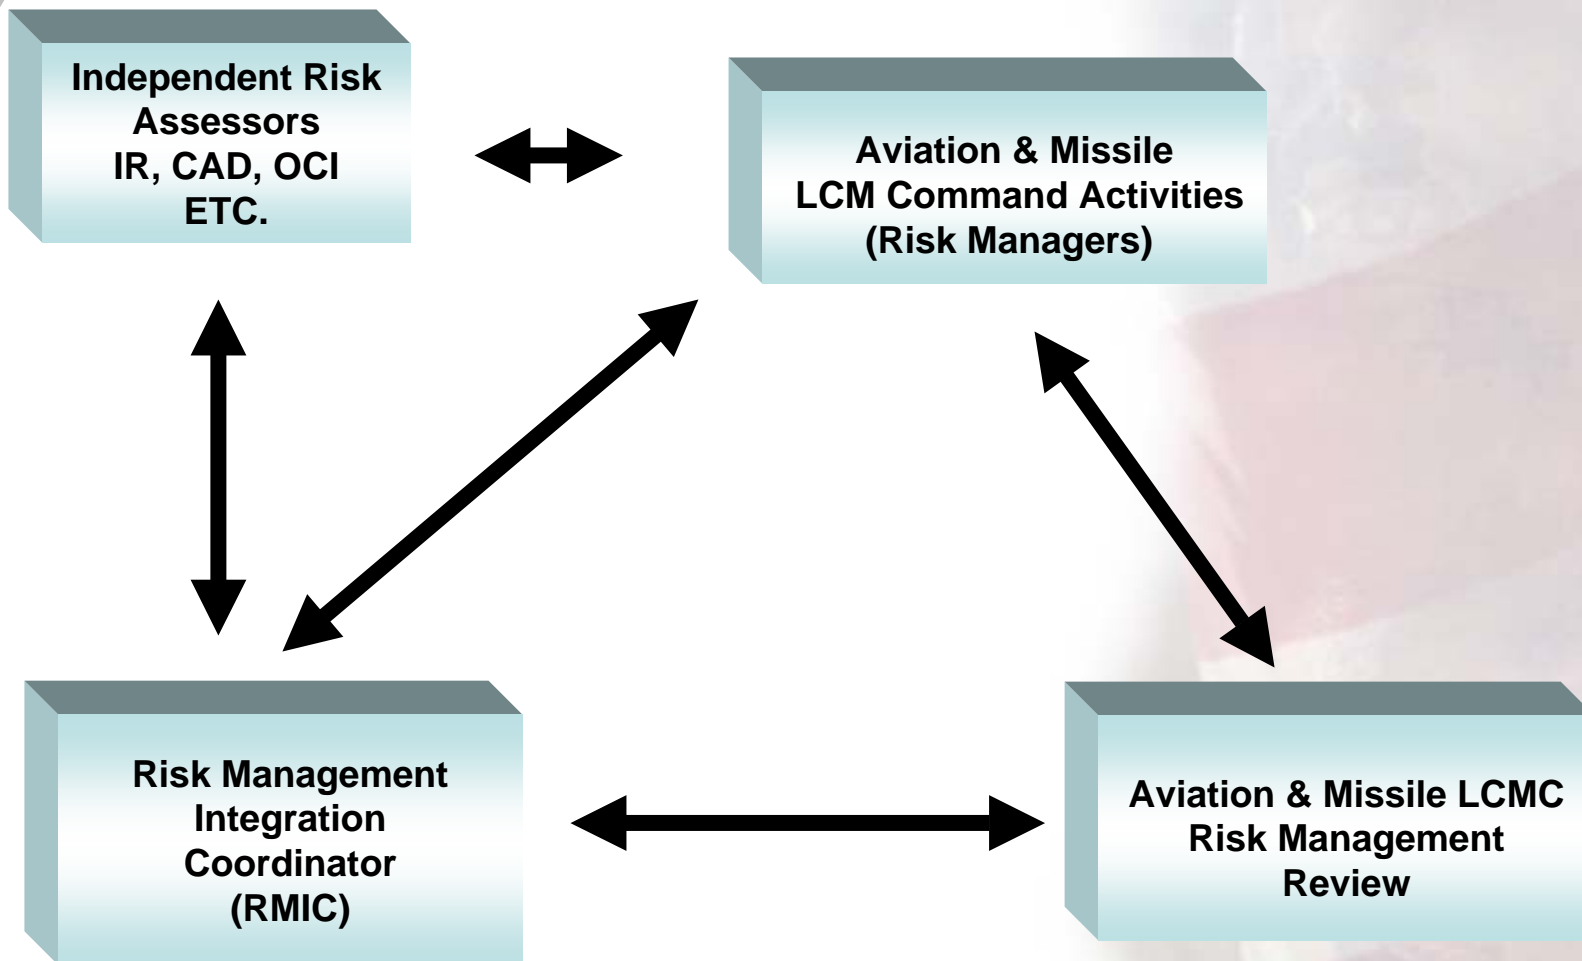 Independent Risk
Assessors
IR, CAD, OCI
ETC.
Aviation & Missile
LCM Command Activities
(Risk Managers)
Risk Management
Integration
Coordinator
(RMIC)
Aviation & Missile LCMC
Risk Management
Review